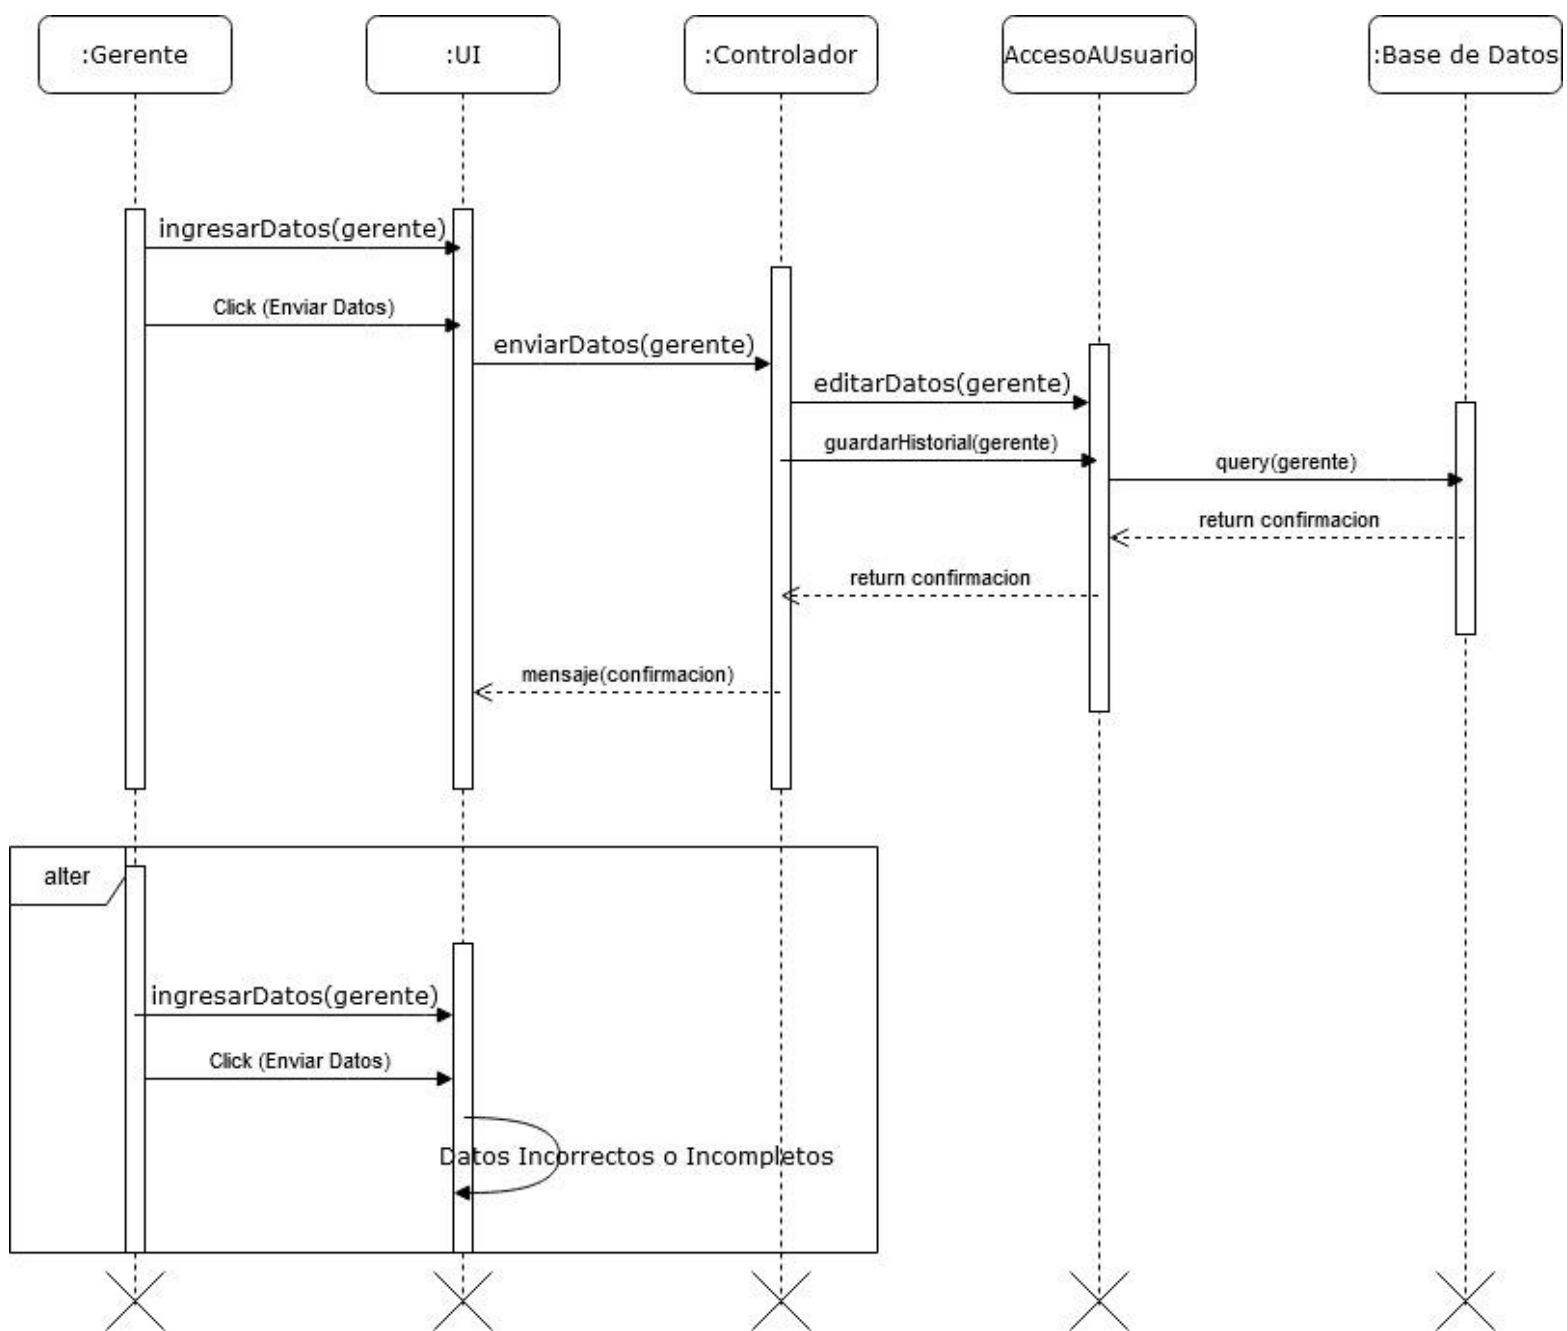 :Gerente
:UI
:Controlador
AccesoAUsuario
:Base de Datos
ingresarDatos(gerente)
Click (Enviar Datos)
enviarDatos(gerente)
editarDatos(gerente)
guardarHistorial(gerente)
query(gerente)
return confirmacion
return confirmacion
mensaje(confirmacion)
alter
ingresarDatos(gerente)
Click (Enviar Datos)
Datos Incorrectos o Incompletos